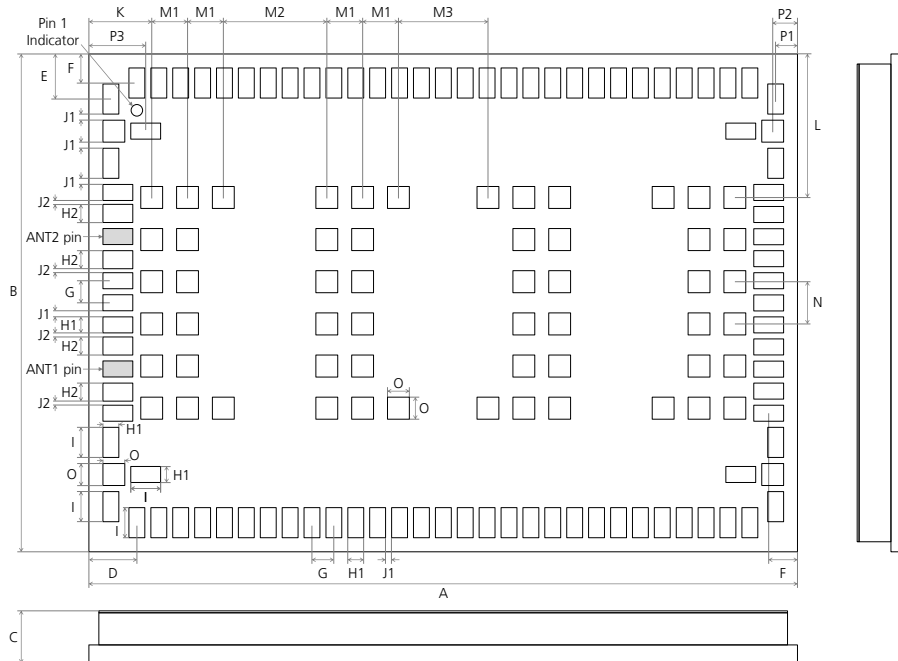 Pin 1
Indicator
K
M1
M1
M2
M1
M1
M3
P2
P3
P1
E
F
J1
L
J1
J1
J2
H2
ANT2 pin
H2
J2
B
G
N
J1
H1
J2
H2
ANT1 pin
H2
J2
O
O
H1
I
O
O
H1
I
I
I
D
G
H1
J1
F
A
C